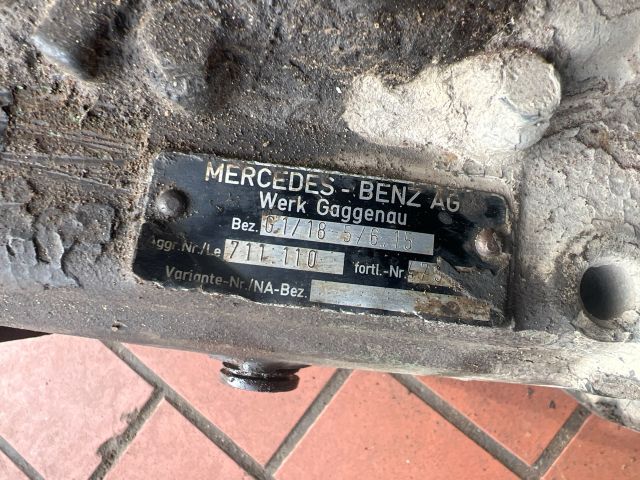 MERCEDES - BENZ AG
Werk Gaggenau
Bez. G1/18-5/6,15
Aggr.Nr./Le 711.110 fortl.-Nr.
Variante-Nr./NA-Bez.